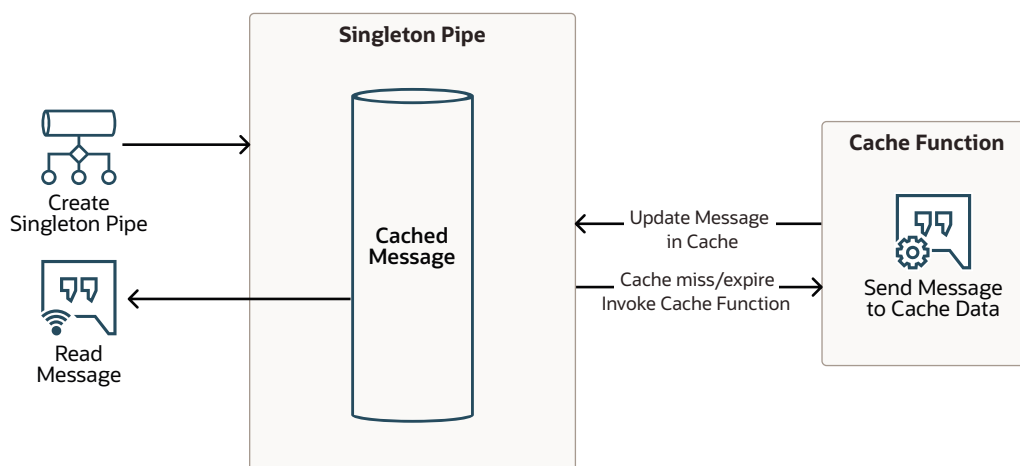 Singleton Pipe
Create
Singleton Pipe
Cached
Message
Read
Message
Update Message
in Cache
Cache miss/expire
Invoke Cache Function
Cache Function
Send Message
to Cache Data